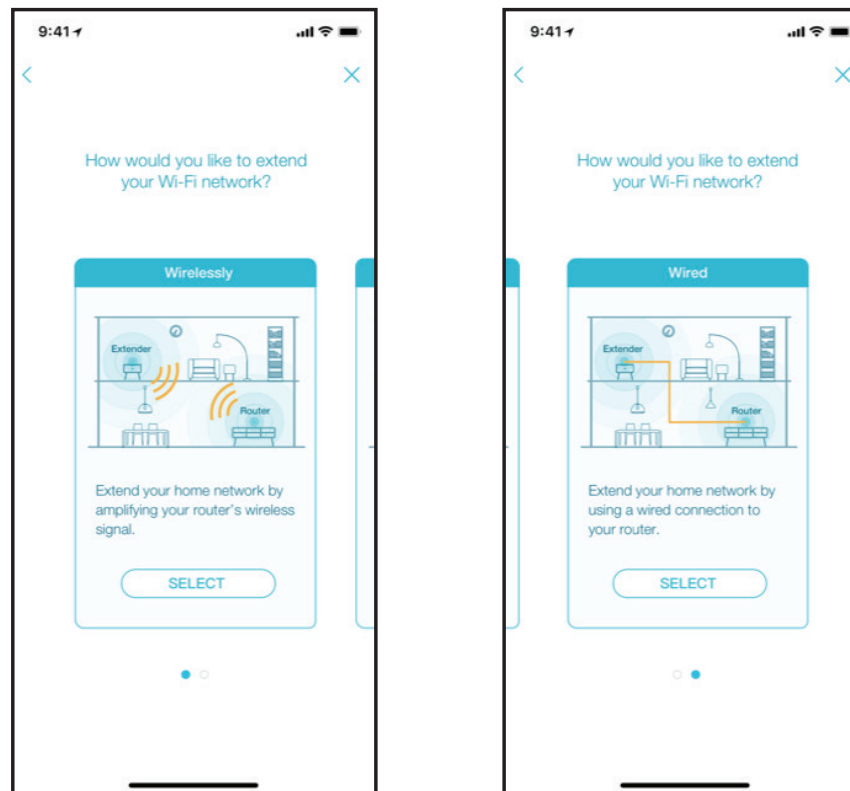 9:41
How would you like to extend
your Wi-Fi network?
Wirelessly
Extender
Router
Extend your home network by
amplifying your router's wireless
signal.
SELECT
9:41
How would you like to extend
your Wi-Fi network?
Wired
Extender
Router
Extend your home network by
using a wired connection to
your router.
SELECT